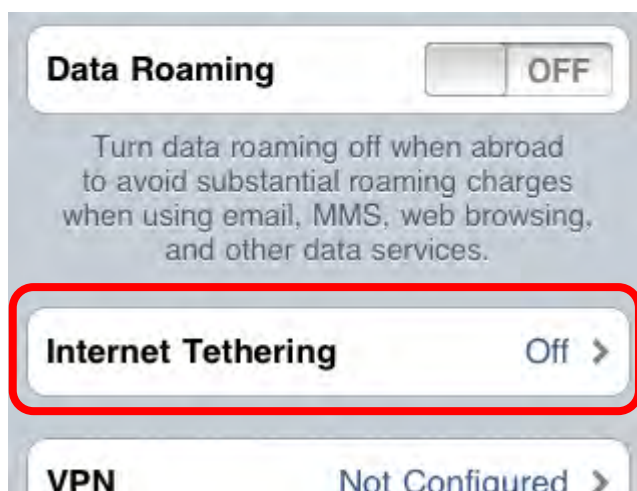 Data Roaming OFF
Turn data roaming off when abroad
to avoid substantial roaming charges
when using email, MMS, web browsing,
and other data services.
Internet Tethering Off >
VPN Not Configured >